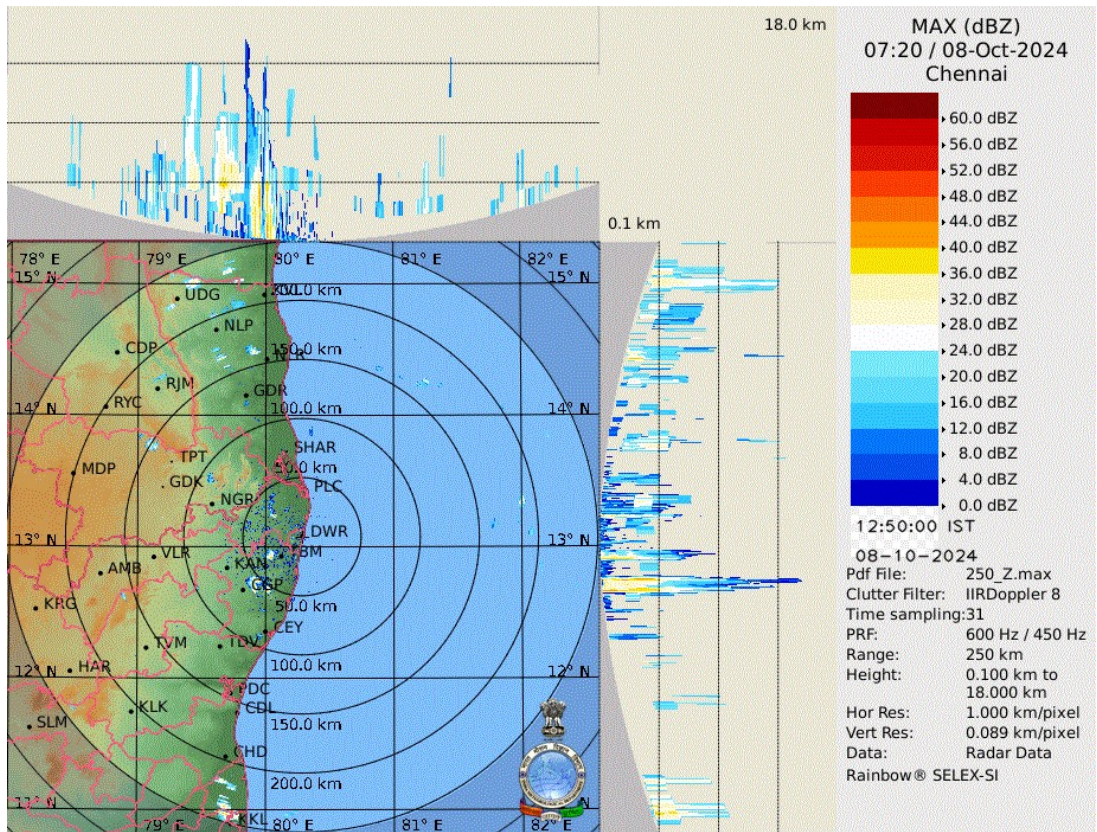 18.0 km
0.1 km
MAX (dBZ)
07:20 / 08-Oct-2024
Chennai
60.0 dBZ
56.0 dBZ
52.0 dBZ
48.0 dBZ
44.0 dBZ
40.0 dBZ
36.0 dBZ
32.0 dBZ
28.0 dBZ
24.0 dBZ
20.0 dBZ
16.0 dBZ
12.0 dBZ
8.0 dBZ
4.0 dBZ
0.0 dBZ
12:50:00 IST
08-10-2024
Pdf File: 250_Z.max
Clutter Filter: IIRDoppler 8
Time sampling:31
PRF: 600 Hz / 450 Hz
Range: 250 km
Height: 0.100 km to
18.000 km
Hor Res: 1.000 km/pixel
Vert Res: 0.089 km/pixel
Data: Radar Data
Rainbow® SELEX-SI
78° E 79° E 80° E 81° E 82° E
15° N 15° N
UDG
NLP
150.0 km
CDP
RJM
GDR
RYC
100.0 km
14° N 14° N
SHAR
TPT
50.0 km
MDP
GDK
PLC
NGR
DWR
13° N 13° N
VLR
KAN
AMB
KRG
50.0 km
CEY
TVM
TDV
HAR
100.0 km
12° N 12° N
PDC
KLK
CDL
SLM
150.0 km
CHD
200.0 km
11° N 11° N
KKL
79° E 80° E 81° E 82° E